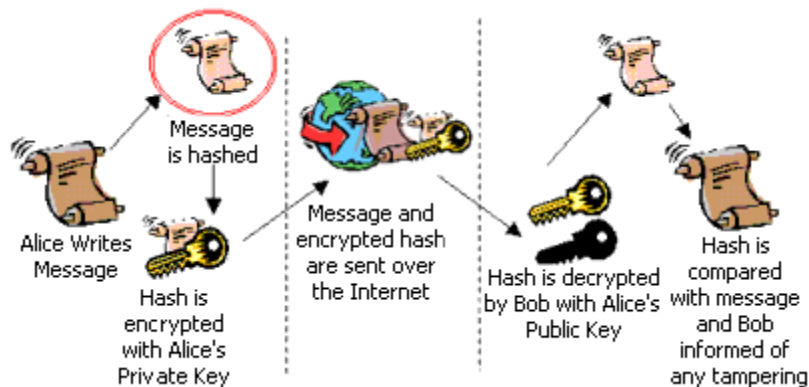 Message
is hashed
Alice Writes
Message
Hash is
encrypted
with Alice's
Private Key
Message and
encrypted hash
are sent over
the Internet
Hash is decrypted
by Bob with Alice's
Public Key
Hash is
compared
with message
and Bob
informed of
any tampering